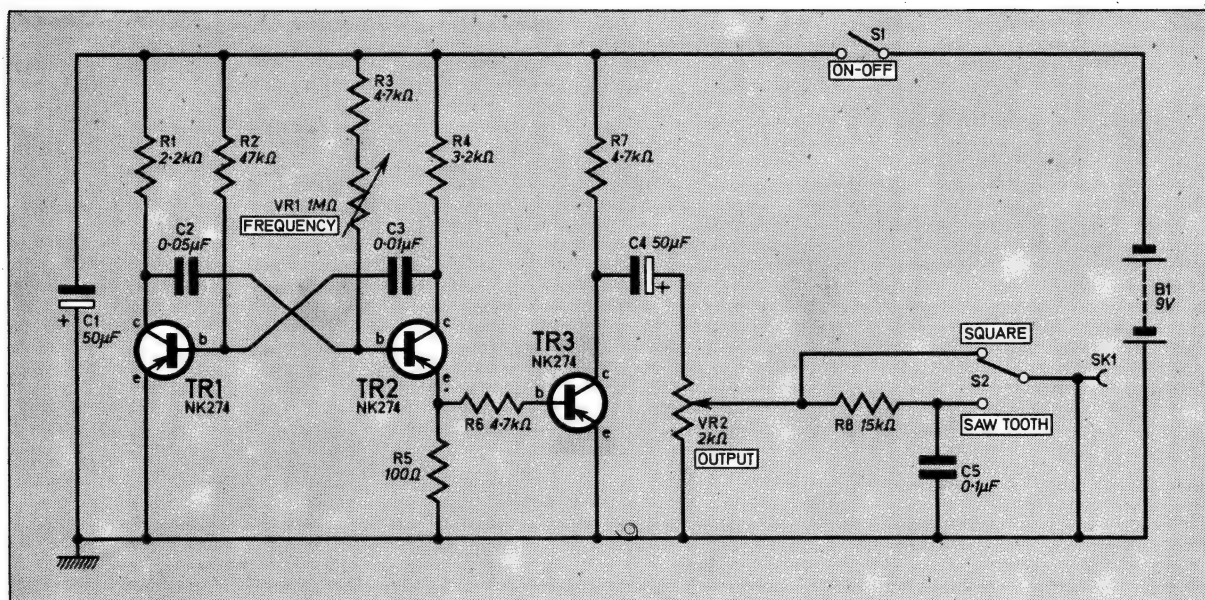 S1
ON-OFF
R1
2·2kΩ
R2
47kΩ
R3
4·7kΩ
VR1 1MΩ
FREQUENCY
R4
3·2kΩ
R7
4·7kΩ
C2
0·05µF
C3
0·01µF
C4 50µF
+
C1
50µF
+
c
b
e
TR1
NK274
c
b
e
TR2
NK274
TR3
NK274
c
b
e
R6 4·7kΩ
R5
100Ω
VR2
2kΩ
OUTPUT
SQUARE
S2
SAW TOOTH
R8 15kΩ
C5
0·1µF
SK1
B1
9V